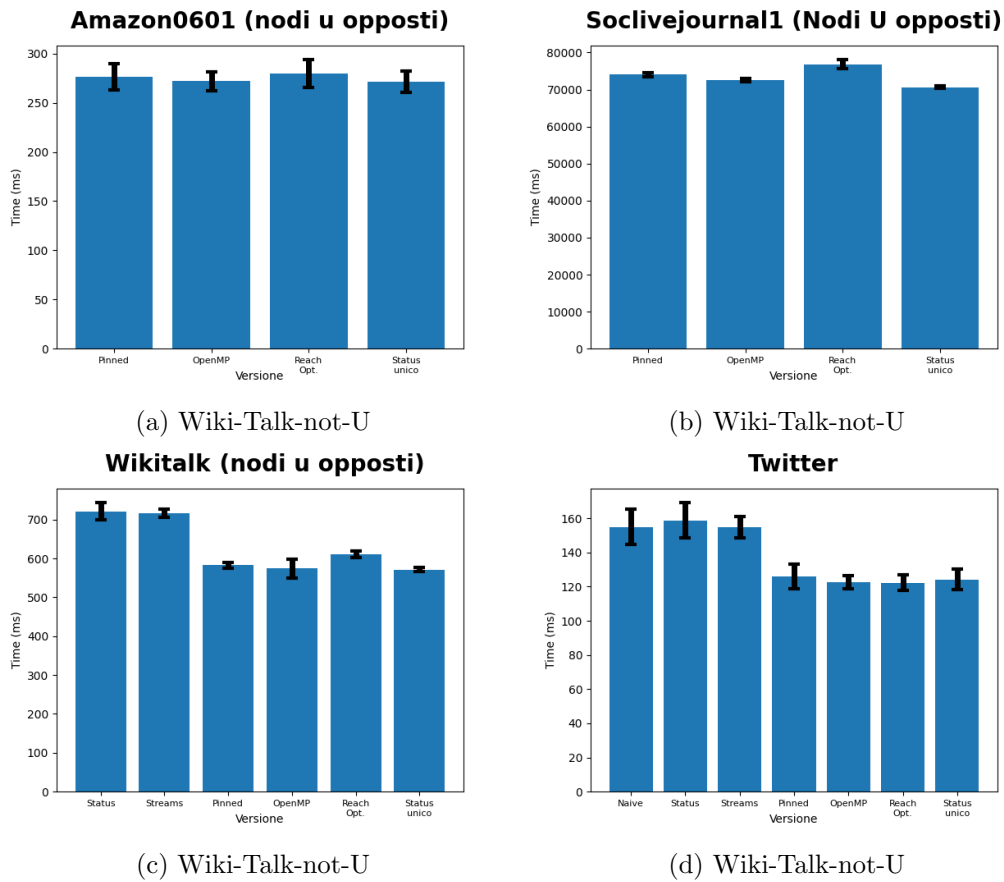 Amazon0601 (nodi u opposti)
300
250
200
150
100
50
0
Time (ms)
Pinned
OpenMP
Reach
Opt.
Status
unico
Versione
(a) Wiki-Talk-not-U
Soclivejournal1 (Nodi U opposti)
80000
70000
60000
50000
40000
30000
20000
10000
0
Time (ms)
Pinned
OpenMP
Reach
Opt.
Status
unico
Versione
(b) Wiki-Talk-not-U
Wikitalk (nodi u opposti)
700
600
500
400
300
200
100
0
Time (ms)
Status
Streams
Pinned
OpenMP
Reach
Opt.
Status
unico
Versione
(c) Wiki-Talk-not-U
Twitter
160
140
120
100
80
60
40
20
0
Time (ms)
Naive
Status
Streams
Pinned
OpenMP
Reach
Opt.
Status
unico
Versione
(d) Wiki-Talk-not-U